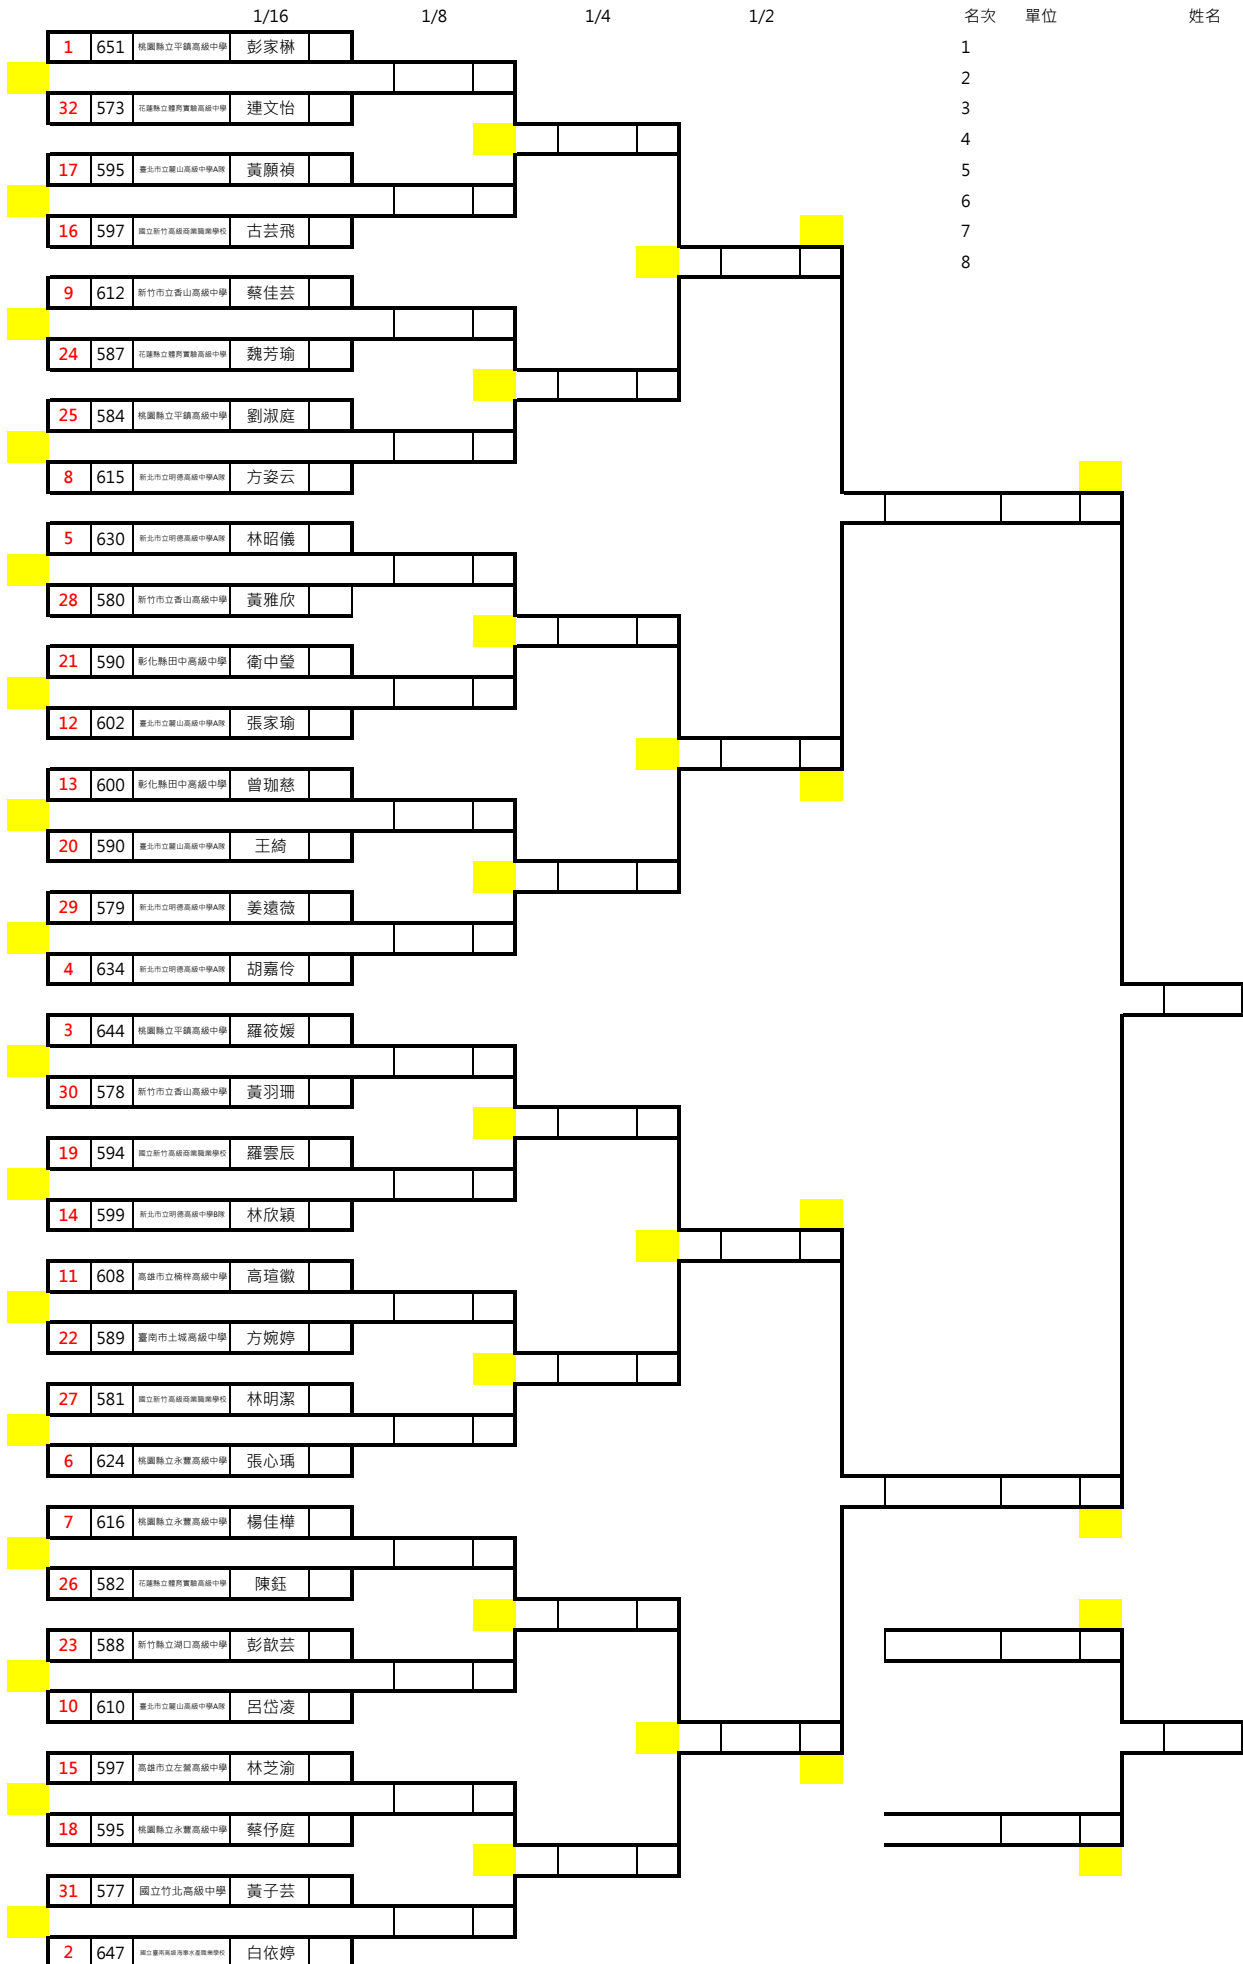 1/16 1/8 1/4 1/2 名次 單位 姓名
1 651 桃園縣立平鎮高級中學 彭家楙 1
2
32 573 花蓮縣立體育實驗高級中學 連文怡 3
4
17 595 臺北市立麗山高級中學A隊 黃願禎 5
6
16 597 國立新竹高級商業職業學校 古芸飛 7
8
9 612 新竹市立香山高級中學 蔡佳芸
24 587 花蓮縣立體育實驗高級中學 魏芳瑜
25 584 桃園縣立平鎮高級中學 劉淑庭
8 615 新北市立明德高級中學A隊 方姿云
5 630 新北市立明德高級中學A隊 林昭儀
28 580 新竹市立香山高級中學 黃雅欣
21 590 彰化縣田中高級中學 衛中瑩
12 602 臺北市立麗山高級中學A隊 張家瑜
13 600 彰化縣田中高級中學 曾珈慈
20 590 臺北市立麗山高級中學A隊 王綺
29 579 新北市立明德高級中學A隊 姜遠薇
4 634 新北市立明德高級中學A隊 胡嘉伶
3 644 桃園縣立平鎮高級中學 羅筱媛
30 578 新竹市立香山高級中學 黃羽珊
19 594 國立新竹高級商業職業學校 羅雲辰
14 599 新北市立明德高級中學B隊 林欣穎
11 608 高雄市立楠梓高級中學 高瑄徽
22 589 臺南市土城高級中學 方婉婷
27 581 國立新竹高級商業職業學校 林明潔
6 624 桃園縣立永豐高級中學 張心瑀
7 616 桃園縣立永豐高級中學 楊佳樺
26 582 花蓮縣立體育實驗高級中學 陳鈺
23 588 新竹縣立湖口高級中學 彭歆芸
10 610 臺北市立麗山高級中學A隊 呂岱凌
15 597 高雄市立左營高級中學 林芝渝
18 595 桃園縣立永豐高級中學 蔡伃庭
31 577 國立竹北高級中學 黃子芸
2 647 國立臺南高級海事水產職業學校 白依婷